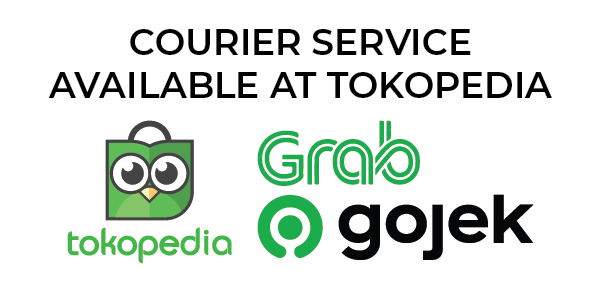 COURIER SERVICE
AVAILABLE AT TOKOPEDIA
tokopedia
Grab
gojek